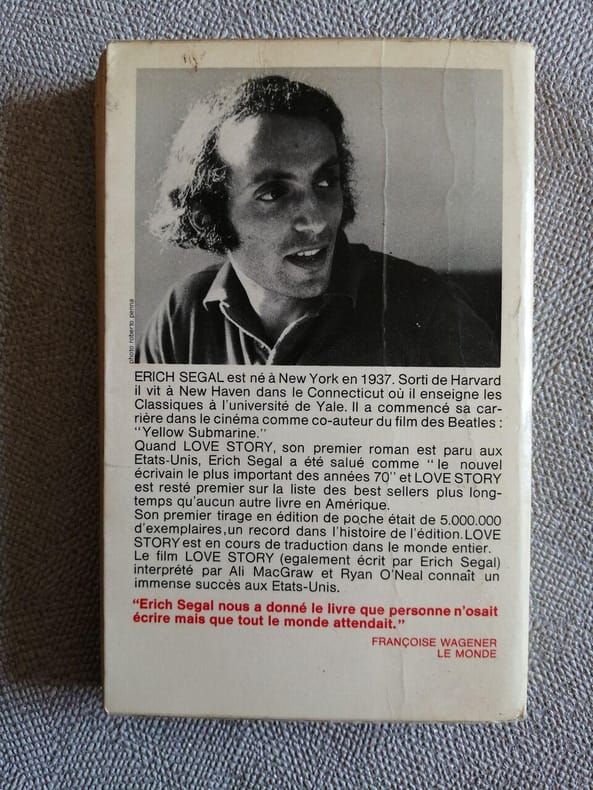 photo roberto penna
ERICH SEGAL est né à New York en 1937. Sorti de Harvard
il vit à New Haven dans le Connecticut où il enseigne les
Classiques à l'université de Yale. Il a commencé sa car-
rière dans le cinéma comme co-auteur du film des Beatles :
"Yellow Submarine."
Quand LOVE STORY, son premier roman est paru aux
Etats-Unis, Erich Segal a été salué comme "le nouvel
écrivain le plus important des années 70" et LOVE STORY
est resté premier sur la liste des best sellers plus long-
temps qu'aucun autre livre en Amérique.
Son premier tirage en édition de poche était de 5.000.000
d'exemplaires, un record dans l'histoire de l'édition. LOVE
STORY est en cours de traduction dans le monde entier.
Le film LOVE STORY (egalement écrit par Erich Segal)
interprété par Ali MacGraw et Ryan O'Neal connaît un
immense succès aux Etats-Unis.
"Erich Segal nous a donné le livre que personne n'osait
écrire mais que tout le monde attendait."
FRANÇOISE WAGENER
LE MONDE